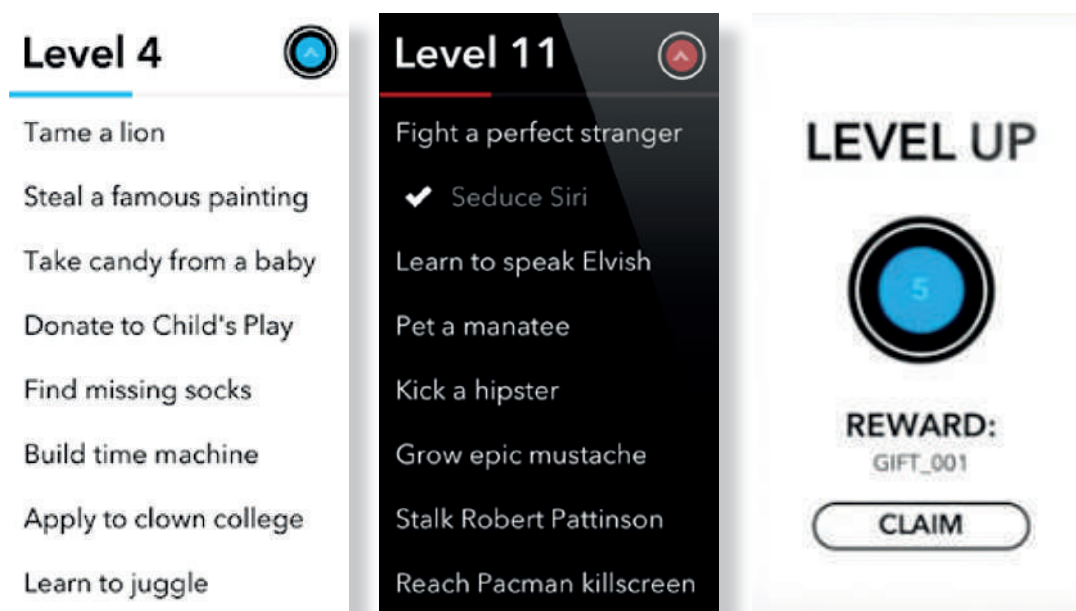 Level 4
Tame a lion
Steal a famous painting
Take candy from a baby
Donate to Child's Play
Find missing socks
Build time machine
Apply to clown college
Learn to juggle
Level 11
Fight a perfect stranger
Seduce Siri
Learn to speak Elvish
Pet a manatee
Kick a hipster
Grow epic mustache
Stalk Robert Pattinson
Reach Pacman killscreen
LEVEL UP
5
REWARD:
GIFT_001
CLAIM